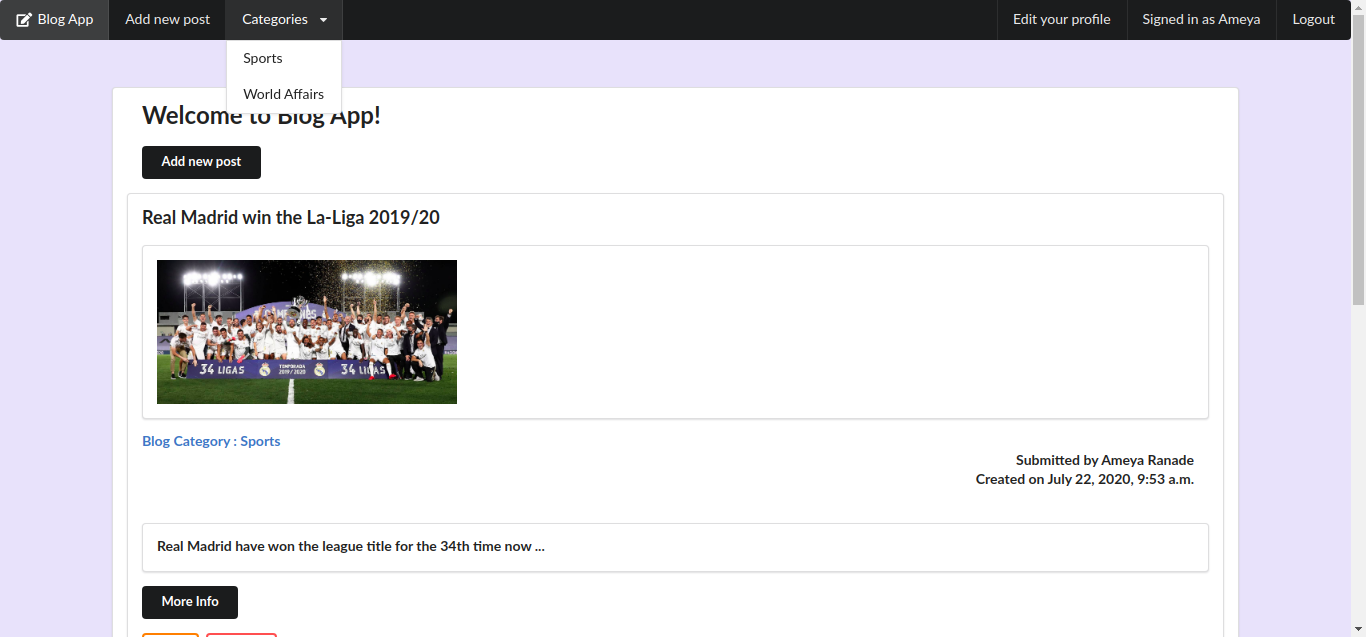 Blog App
Add new post
Categories
Edit your profile
Signed in as Ameya
Logout
Sports
World Affairs
Welcome to Blog App!
Add new post
Real Madrid win the La-Liga 2019/20
34 LIGAS
TEMPORADA
2019 / 2020
34 LIGAS
Blog Category : Sports
Submitted by Ameya Ranade
Created on July 22, 2020, 9:53 a.m.
Real Madrid have won the league title for the 34th time now ...
More Info